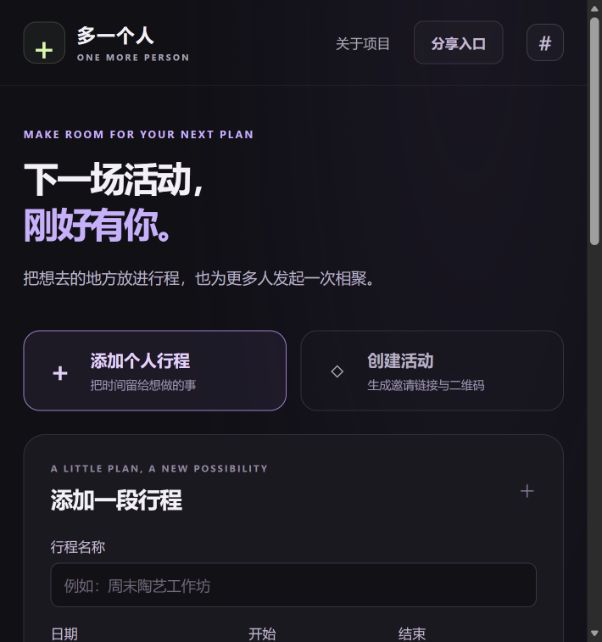 多一个人
ONE MORE PERSON
关于项目
分享入口
#
MAKE ROOM FOR YOUR NEXT PLAN
下一场活动，
刚好有你。
把想去的地方放进行程，也为更多人发起一次相聚。
添加个人行程
把时间留给想做的事
创建活动
生成邀请链接与二维码
A LITTLE PLAN, A NEW POSSIBILITY
添加一段行程
行程名称
例如：周末陶艺工作坊
日期 开始 结束